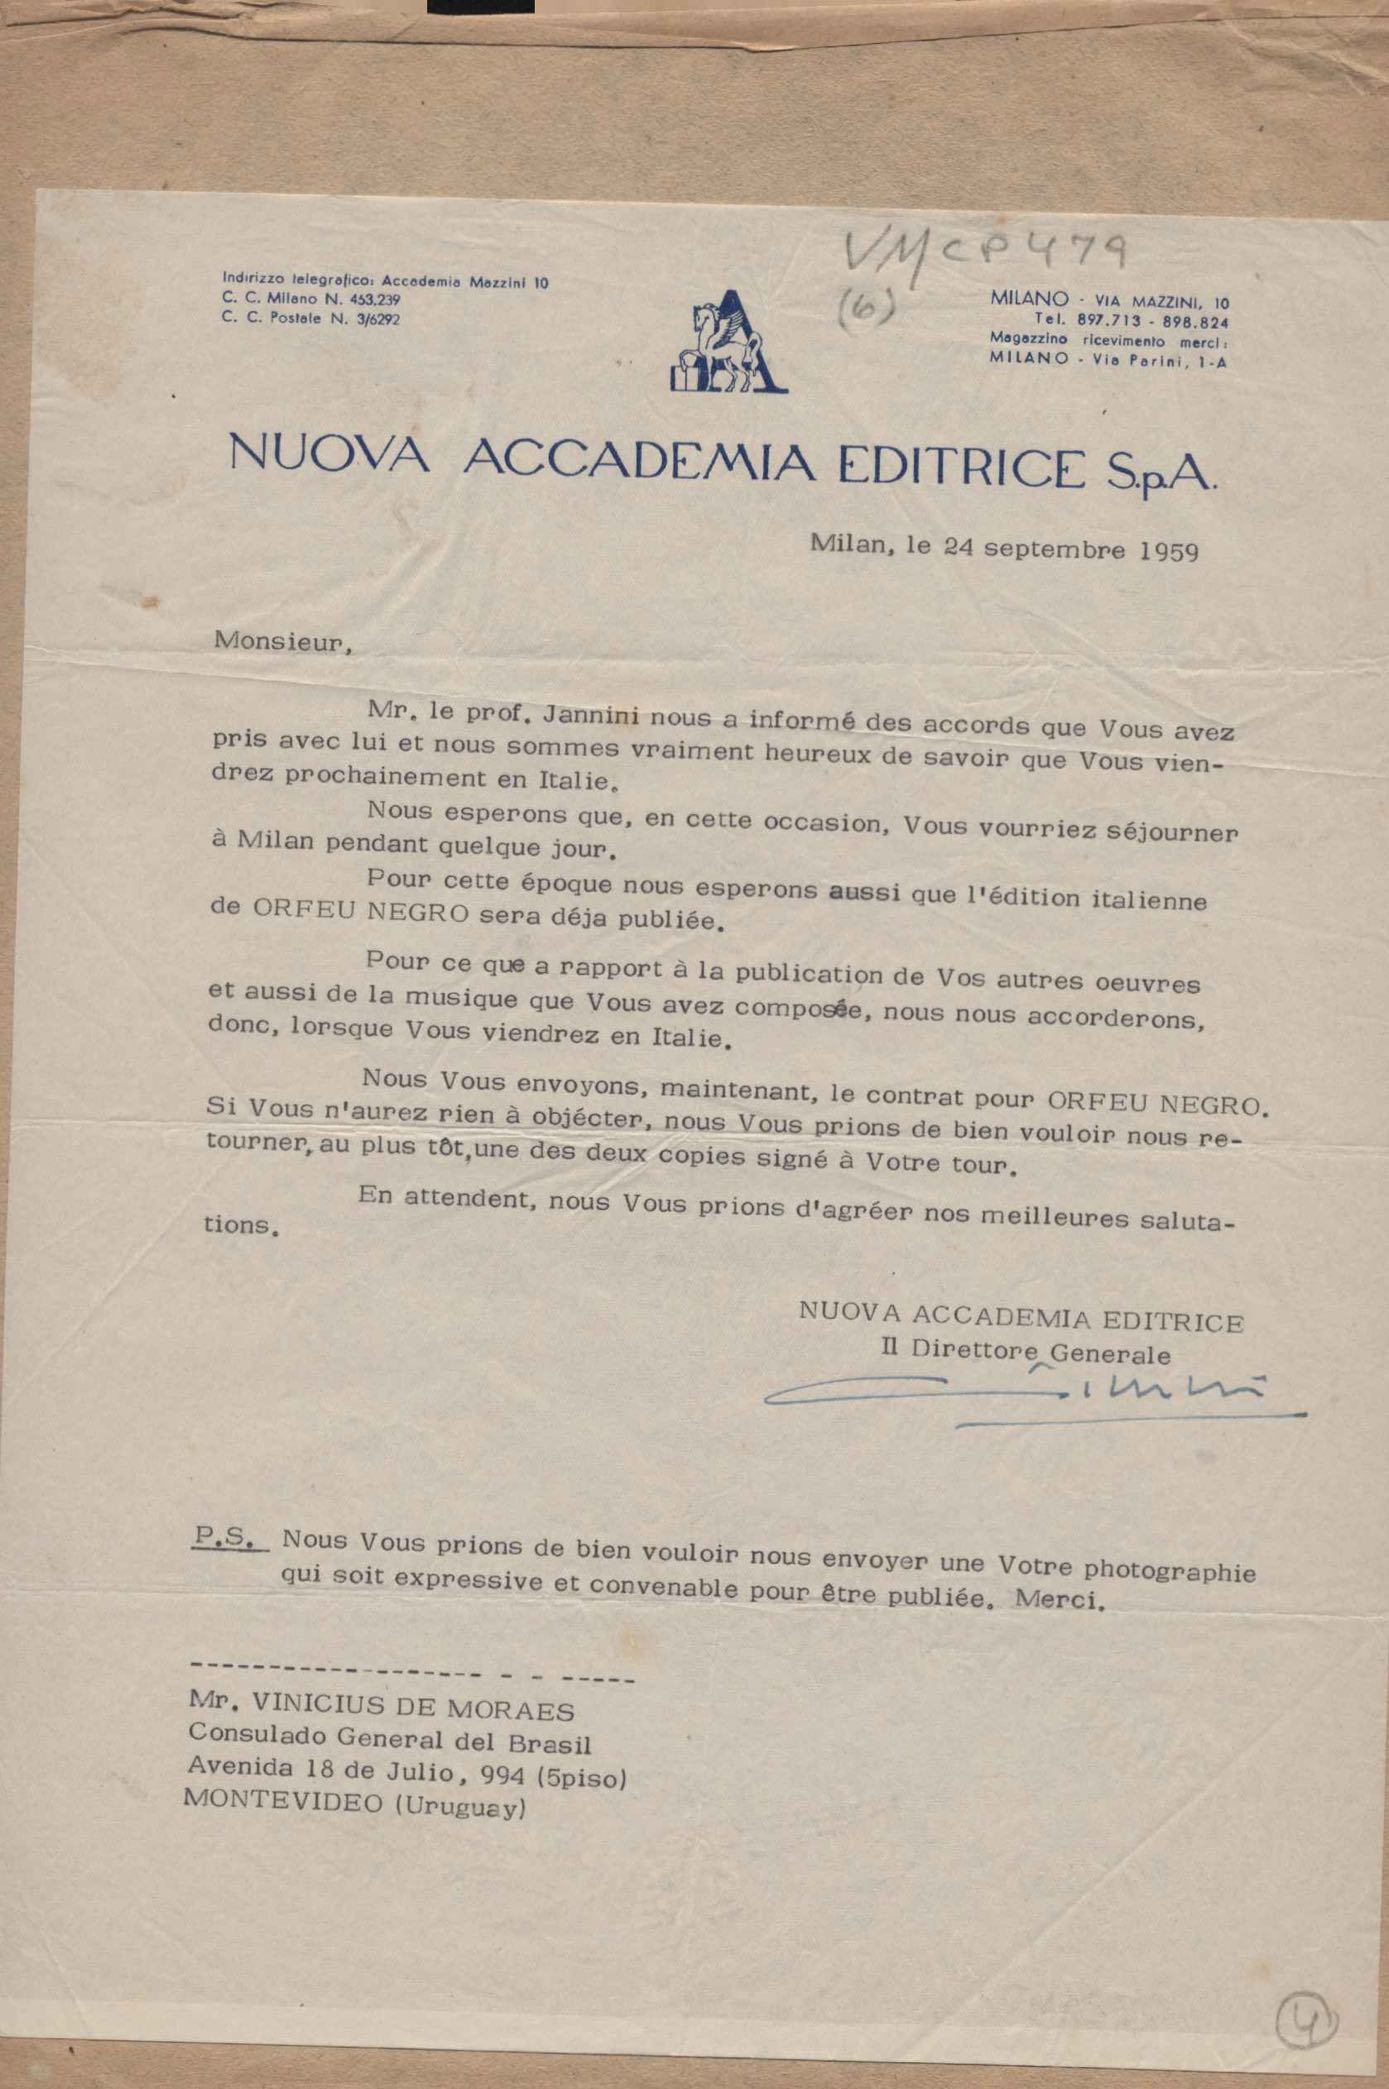 VMCP479
(6)
Indirizzo telegrafico: Accademia Mazzini 10
C. C. Milano N. 453.239
C. C. Postale N. 3/6292
MILANO - VIA MAZZINI, 10
Tel. 897.713 - 898.824
Magazzino ricevimento merci:
MILANO - Via Parini, 1-A
A
NUOVA ACCADEMIA EDITRICE S.p.A.
Milan, le 24 septembre 1959
Monsieur,
Mr. le prof. Jannini nous a informé des accords que Vous avez
pris avec lui et nous sommes vraiment heureux de savoir que Vous vien-
drez prochainement en Italie.
Nous esperons que, en cette occasion, Vous vourriez séjourner
à Milan pendant quelque jour.
Pour cette époque nous esperons aussi que l'édition italienne
de ORFEU NEGRO sera déja publiée.
Pour ce que a rapport à la publication de Vos autres oeuvres
et aussi de la musique que Vous avez composée, nous nous accorderons,
donc, lorsque Vous viendrez en Italie.
Nous Vous envoyons, maintenant, le contrat pour ORFEU NEGRO.
Si Vous n'aurez rien à objécter, nous Vous prions de bien vouloir nous re-
tourner, au plus tôt,une des deux copies signé à Votre tour.
En attendent, nous Vous prions d'agréer nos meilleures saluta-
tions.
NUOVA ACCADEMIA EDITRICE
Il Direttore Generale
P.S. Nous Vous prions de bien vouloir nous envoyer une Votre photographie
qui soit expressive et convenable pour être publiée. Merci.
------------------- - - -----
Mr. VINICIUS DE MORAES
Consulado General del Brasil
Avenida 18 de Julio, 994 (5piso)
MONTEVIDEO (Uruguay)
4